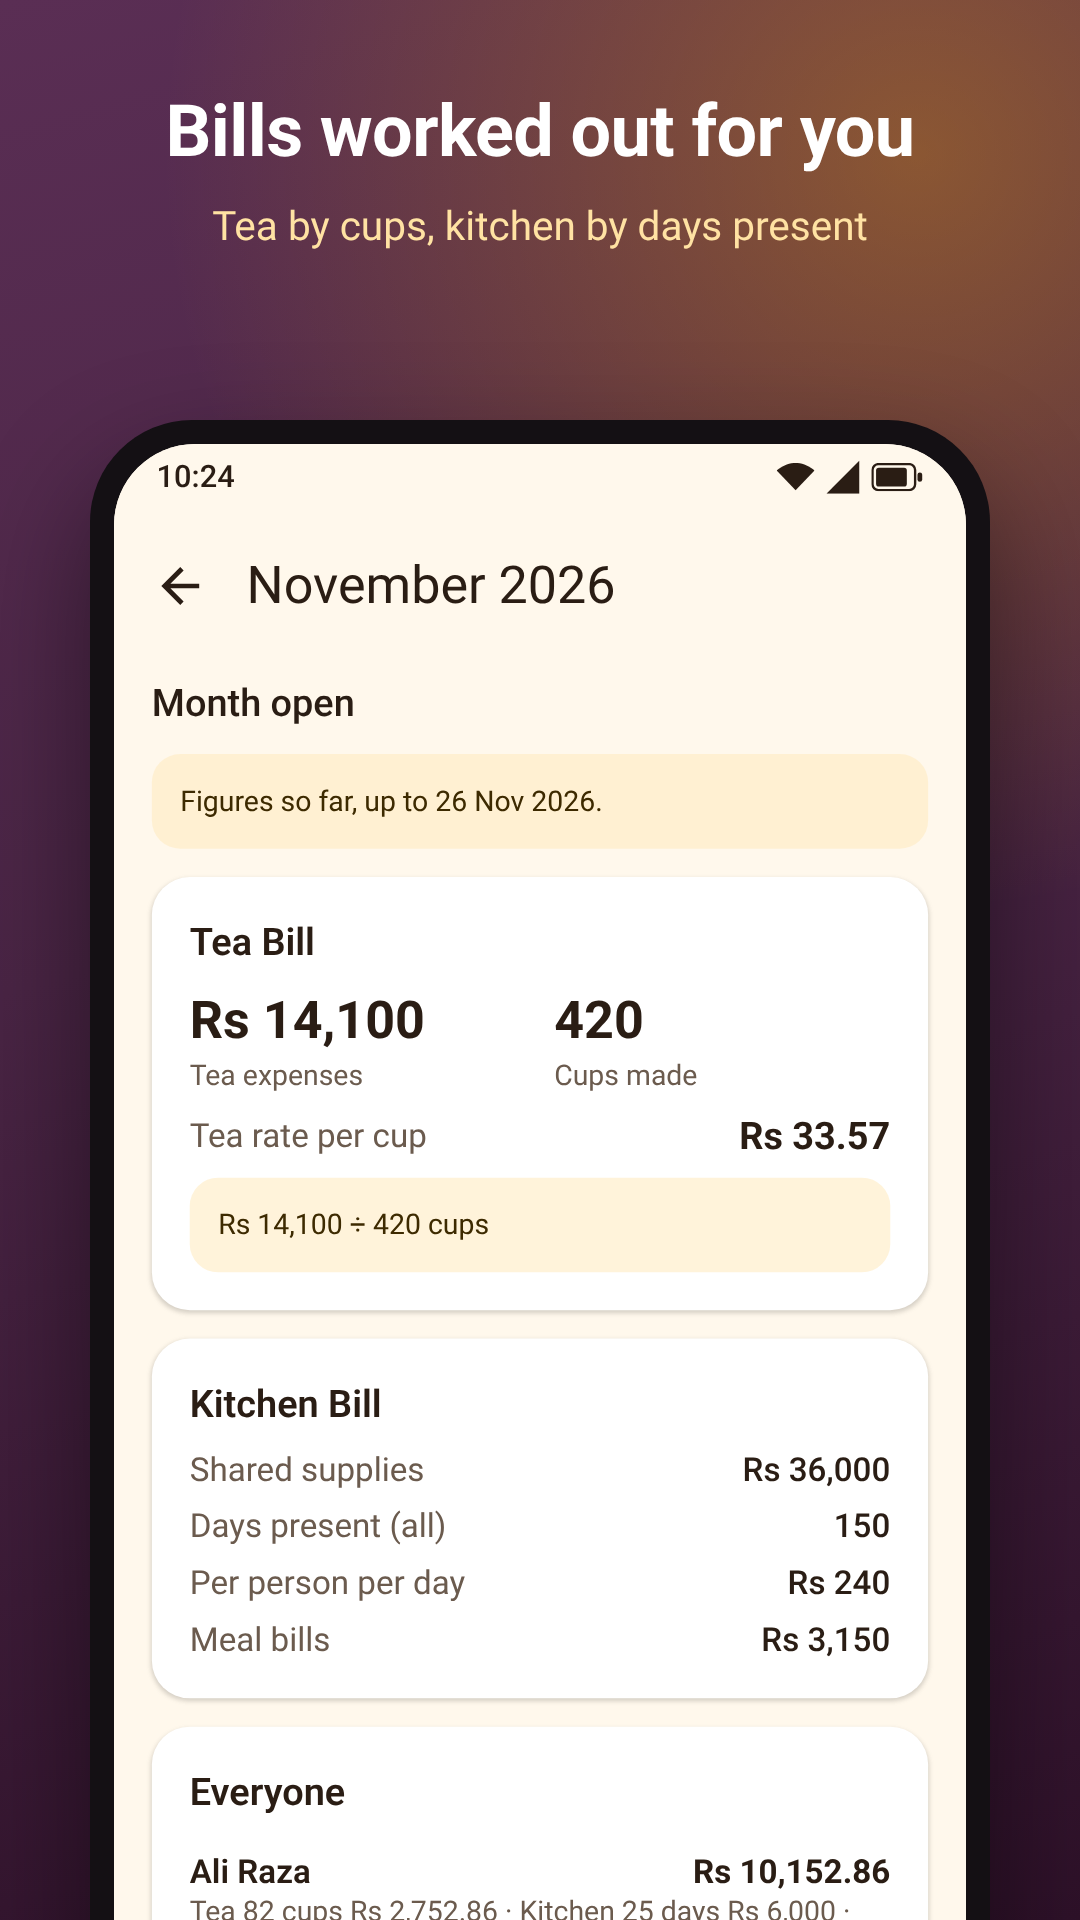 Bills worked out for you
Tea by cups, kitchen by days present
10:24
November 2026
Month open
Figures so far, up to 26 Nov 2026.
Tea Bill
Rs 14,100 420
Tea expenses Cups made
Tea rate per cup Rs 33.57
Rs 14,100 ÷ 420 cups
Kitchen Bill
Shared supplies Rs 36,000
Days present (all) 150
Per person per day Rs 240
Meal bills Rs 3,150
Everyone
Ali Raza Rs 10,152.86
Tea 82 cups Rs 2,752.86 · Kitchen 25 days Rs 6,000 ·